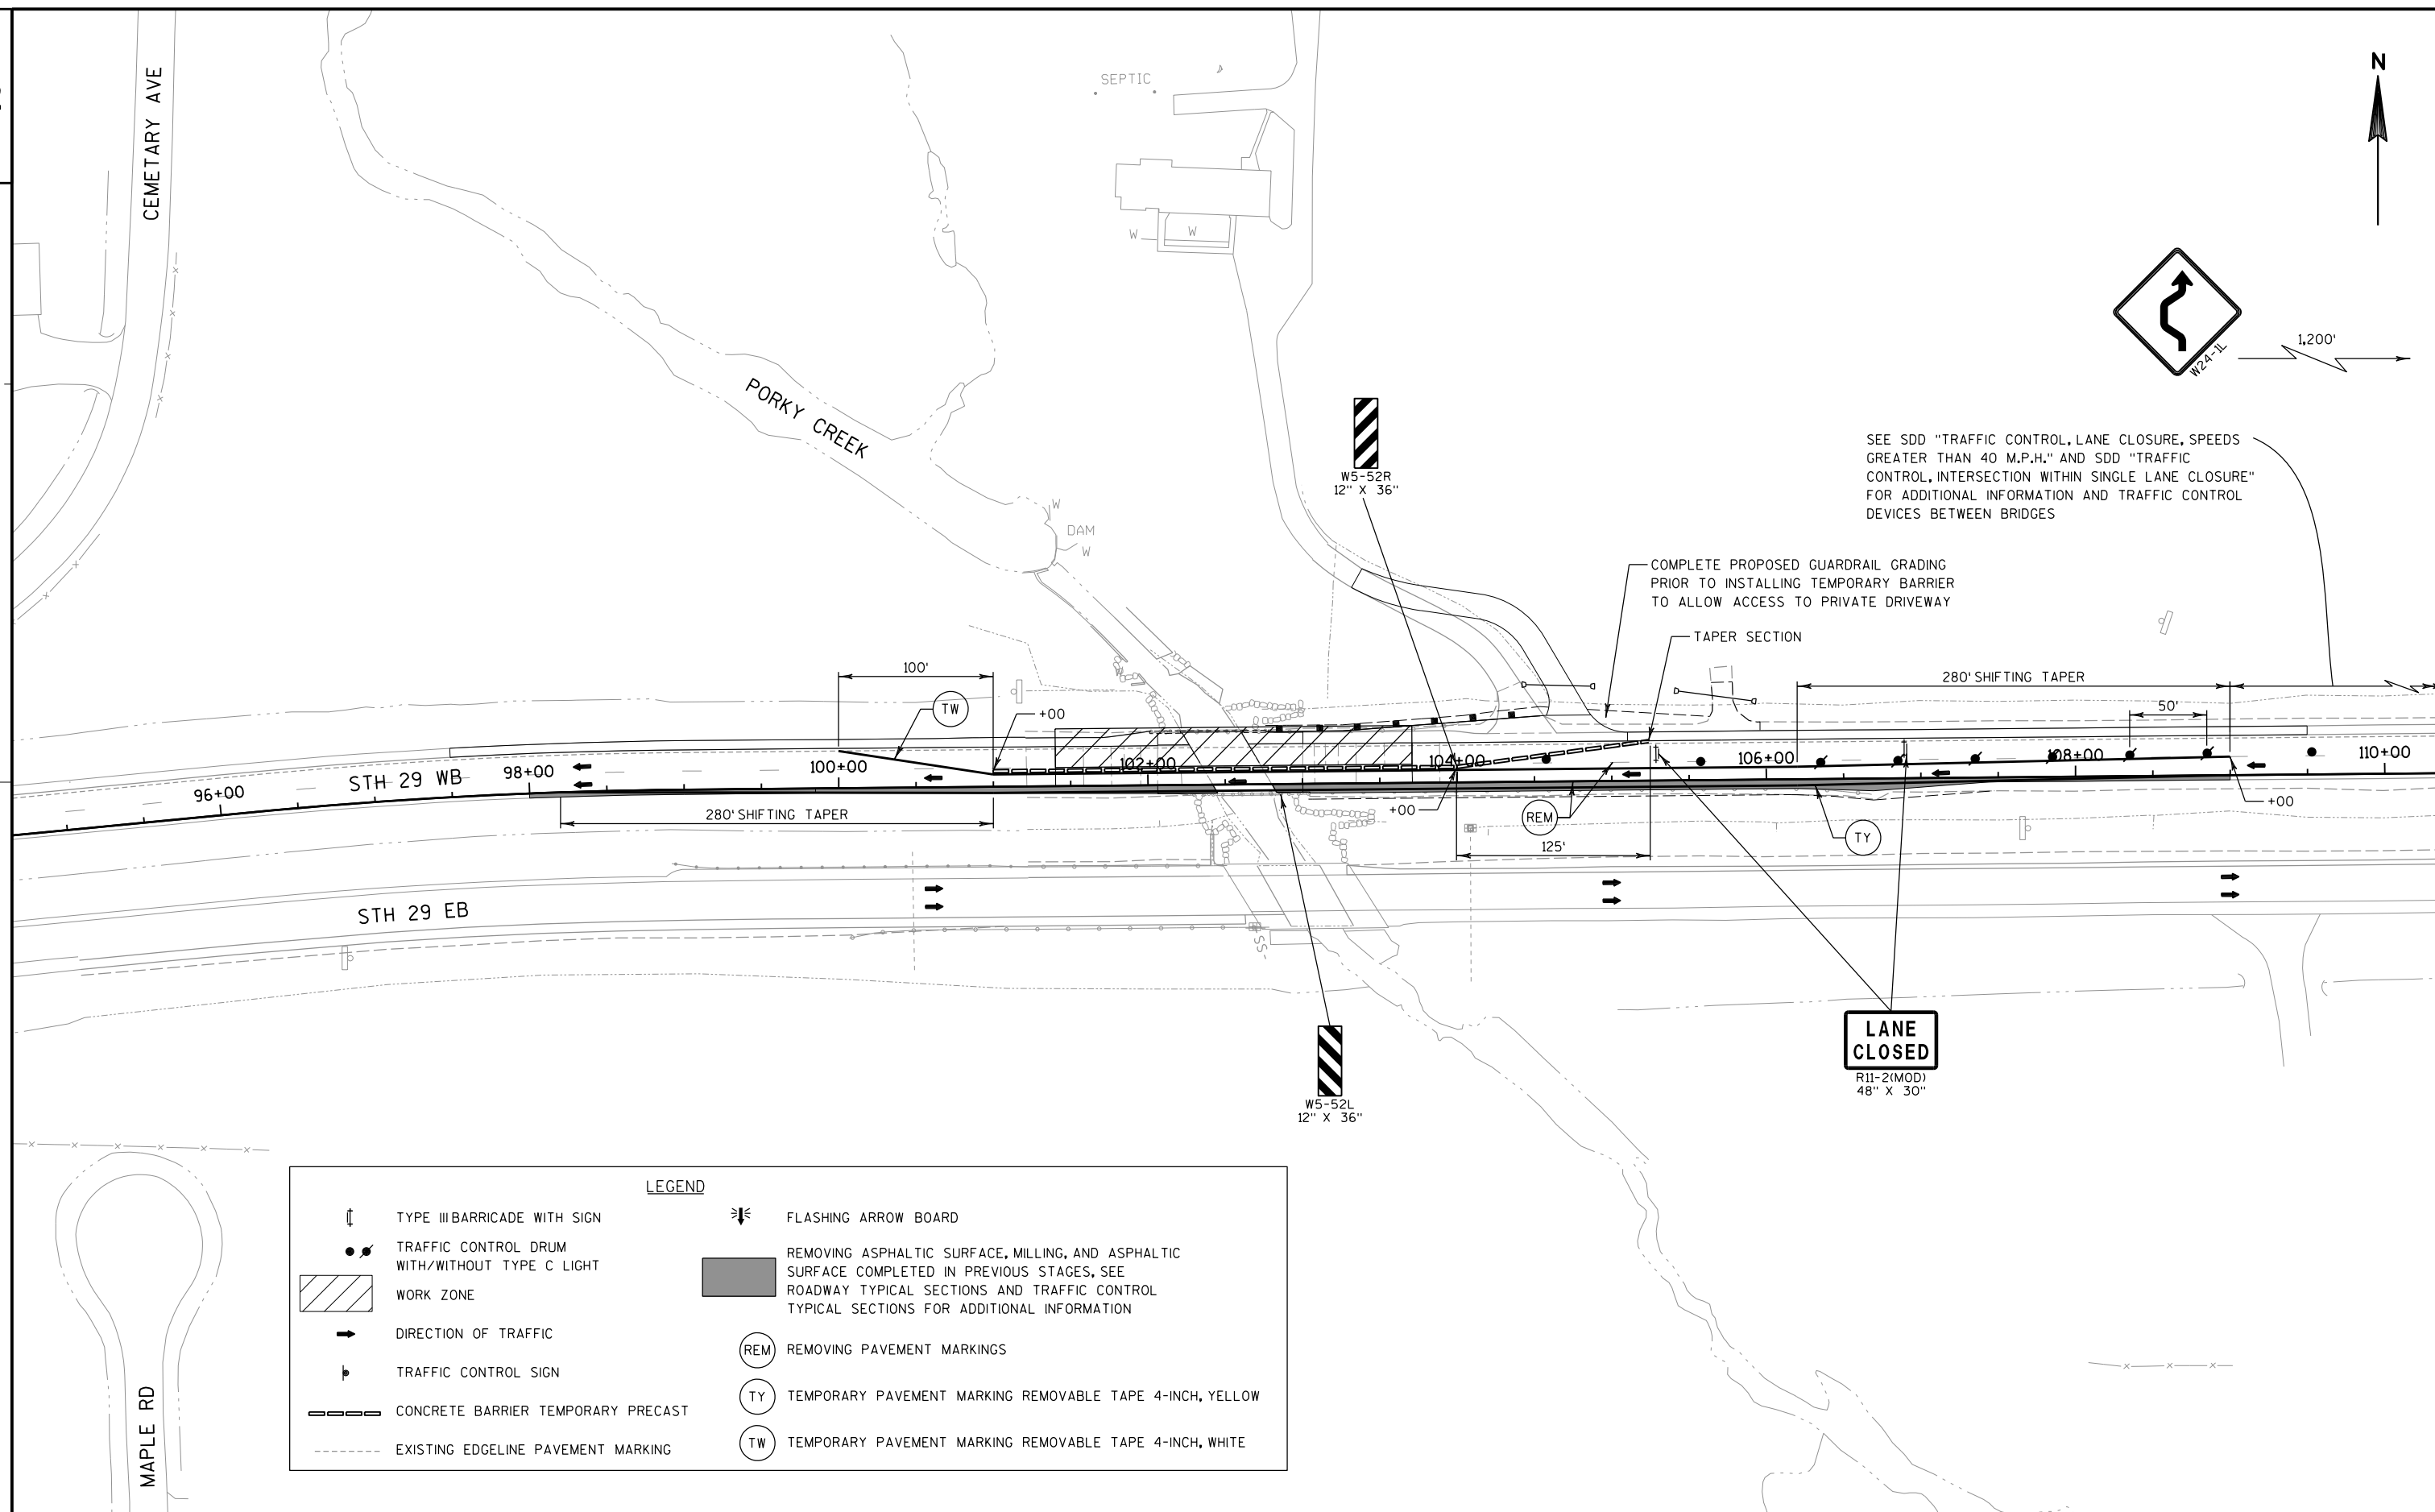 CEMETARY AVE
SEPTIC
N
W
W
W24-1L
1,200'
PORKY CREEK
W5-52R
12" X 36"
SEE SDD "TRAFFIC CONTROL, LANE CLOSURE, SPEEDS
GREATER THAN 40 M.P.H." AND SDD "TRAFFIC
CONTROL, INTERSECTION WITHIN SINGLE LANE CLOSURE"
FOR ADDITIONAL INFORMATION AND TRAFFIC CONTROL
DEVICES BETWEEN BRIDGES
W
DAM
W
COMPLETE PROPOSED GUARDRAIL GRADING
PRIOR TO INSTALLING TEMPORARY BARRIER
TO ALLOW ACCESS TO PRIVATE DRIVEWAY
TAPER SECTION
100'
W
280' SHIFTING TAPER
TW
+00
50'
STH 29 WB
96+00
98+00
100+00
102+00
104+00
106+00
108+00
110+00
+00
+00
280' SHIFTING TAPER
REM
TY
125'
STH 29 EB
SS
LANE
CLOSED
R11-2(MOD)
48" X 30"
W5-52L
12" X 36"
LEGEND
TYPE III BARRICADE WITH SIGN
TRAFFIC CONTROL DRUM
WITH/WITHOUT TYPE C LIGHT
WORK ZONE
DIRECTION OF TRAFFIC
TRAFFIC CONTROL SIGN
CONCRETE BARRIER TEMPORARY PRECAST
EXISTING EDGELINE PAVEMENT MARKING
FLASHING ARROW BOARD
REMOVING ASPHALTIC SURFACE, MILLING, AND ASPHALTIC
SURFACE COMPLETED IN PREVIOUS STAGES, SEE
ROADWAY TYPICAL SECTIONS AND TRAFFIC CONTROL
TYPICAL SECTIONS FOR ADDITIONAL INFORMATION
REM REMOVING PAVEMENT MARKINGS
TY TEMPORARY PAVEMENT MARKING REMOVABLE TAPE 4-INCH, YELLOW
TW TEMPORARY PAVEMENT MARKING REMOVABLE TAPE 4-INCH, WHITE
MAPLE RD